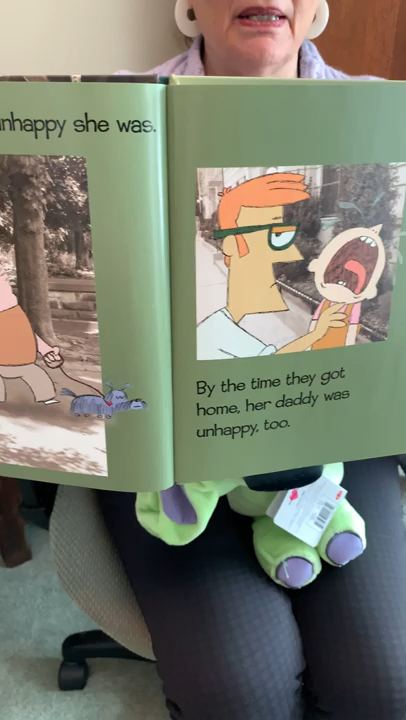 unhappy she was.
By the time they got
home, her daddy was
unhappy, too.